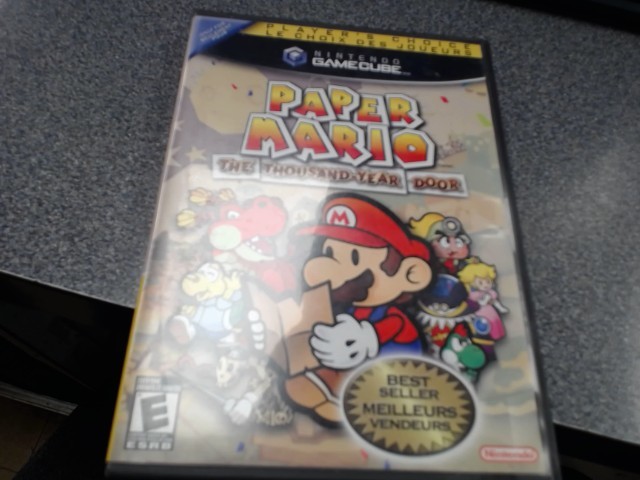 PLAYER'S CHOICE
LE CHOIX DES JOUEURS
NINTENDO
GAMECUBE
PAPER
MARIO
THE THOUSAND-YEAR DOOR
M
BEST
SELLER
MEILLEURS
VENDEURS
E
ESRB
Nintendo